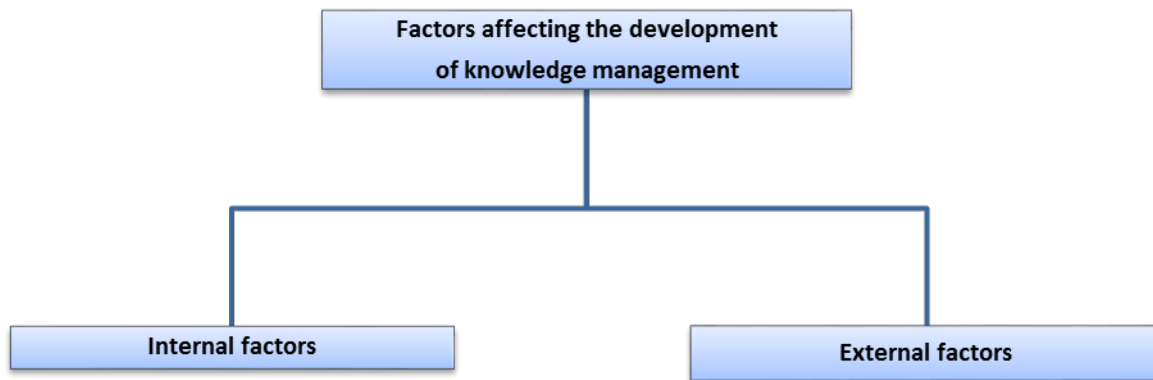 Factors affecting the development
of knowledge management
Internal factors
External factors